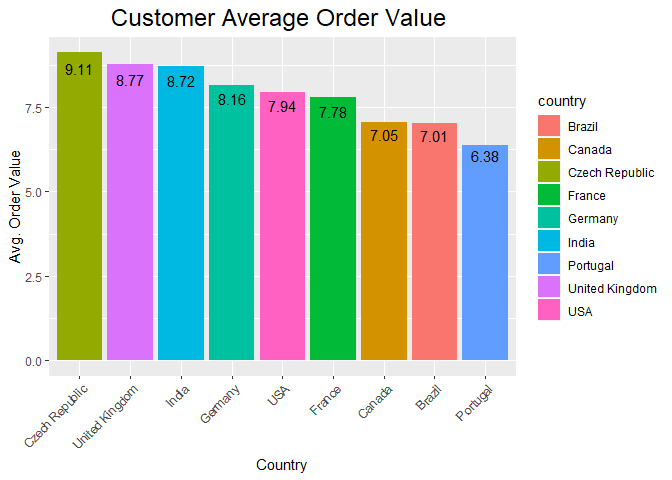 Customer Average Order Value
Avg. Order Value
7.5
5.0
2.5
0.0
9.11
8.77
8.72
8.16
7.94
7.78
7.05
7.01
6.38
Czech Republic
United Kingdom
India
Germany
USA
France
Canada
Brazil
Portugal
Country
country
Brazil
Canada
Czech Republic
France
Germany
India
Portugal
United Kingdom
USA